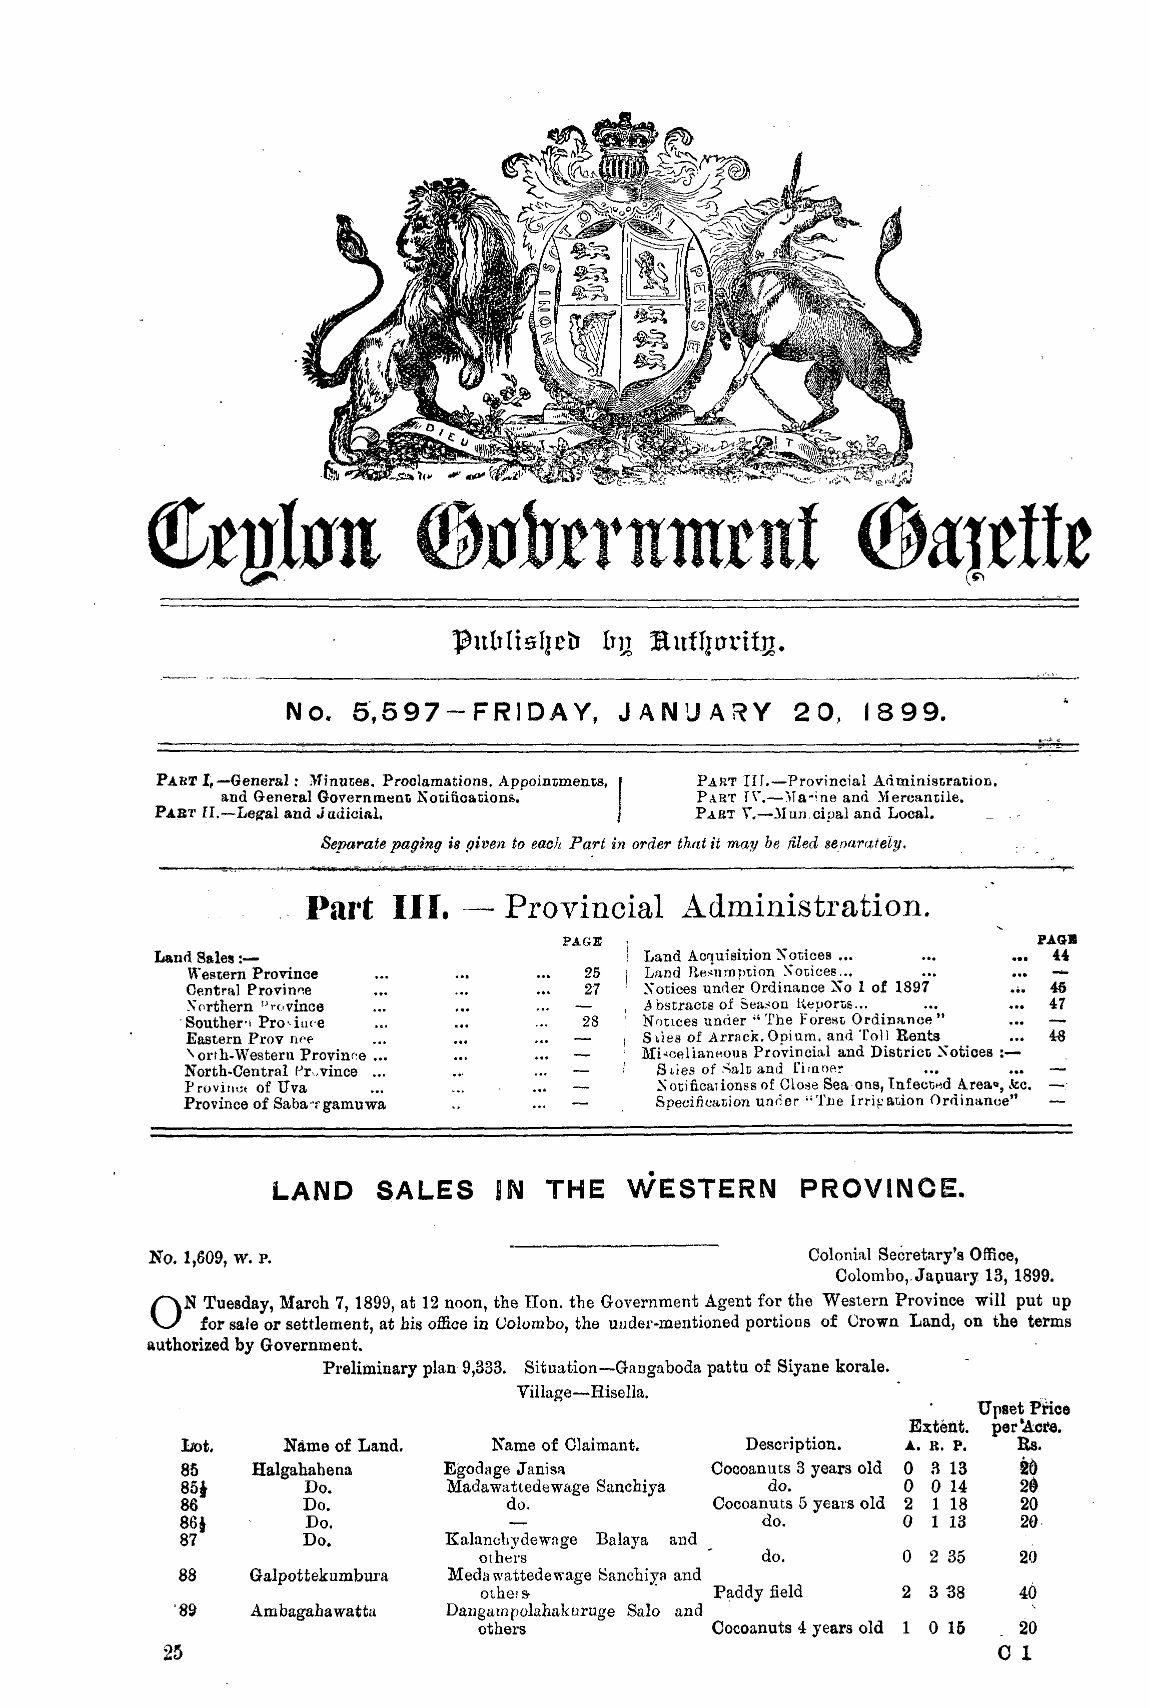 HONI SOIT QUI MAL Y PENSE
DIEU ET MON DROIT
Ceylon Government Gazette
Published by Authority.
No. 5,597—FRIDAY, JANUARY 20, 1899.
PART I.—General: Minutes, Proclamations, Appointments,
and General Government Notifications.
PART II.—Legal and Judicial.
PART III.—Provincial Administration.
PART IV.—Marine and Mercantile.
PART V.—Municipal and Local.
Separate paging is given to each Part in order that it may be filed separately.
Part III. — Provincial Administration.
PAGE
Land Sales :—
Western Province ... ... ... 25
Central Province ... ... ... 27
Northern Province ... ... ... —
Southern Province ... ... ... 28
Eastern Province ... ... ... —
North-Western Province ... ... ... —
North-Central Province ... ... ... —
Province of Uva ... ... ... —
Province of Sabaragamuwa ... ... —
PAGE
Land Acquisition Notices ... ... ... 44
Land Resumption Notices... ... ... —
Notices under Ordinance No 1 of 1897 ... 45
Abstracts of Season Reports... ... ... 47
Notices under "The Forest Ordinance" ... —
Sales of Arrack, Opium, and Toll Rents ... 48
Miscellaneous Provincial and District Notices :—
Sales of Salt and Timber ... ... —
Notifications of Close Seasons, Infected Areas, &c. —
Specification under "The Irrigation Ordinance" —
LAND SALES IN THE WESTERN PROVINCE.
No. 1,609, W. P.
Colonial Secretary's Office,
Colombo, January 13, 1899.
ON Tuesday, March 7, 1899, at 12 noon, the Hon. the Government Agent for the Western Province will put up
for sale or settlement, at his office in Colombo, the under-mentioned portions of Crown Land, on the terms
authorized by Government.
Preliminary plan 9,333. Situation—Gangaboda pattu of Siyane korale.
Village—Hisella.
Upset Price
Extent. per Acre.
Lot. Name of Land. Name of Claimant. Description. A. R. P. Rs.
85 Halgahahena Egodage Janisa Cocoanuts 3 years old 0 3 13 20
85½ Do. Madawattedewage Sanchiya do. 0 0 14 20
86 Do. do. Cocoanuts 5 years old 2 1 18 20
86½ Do. — do. 0 1 13 20
87 Do. Kalanchydewage Balaya and
others do. 0 2 35 20
88 Galpottekumbura Medawattedewage Sanchiya and
others Paddy field 2 3 38 40
89 Ambagahawatta Dangampolahakuruge Salo and
others Cocoanuts 4 years old 1 0 15 20
25 C 1